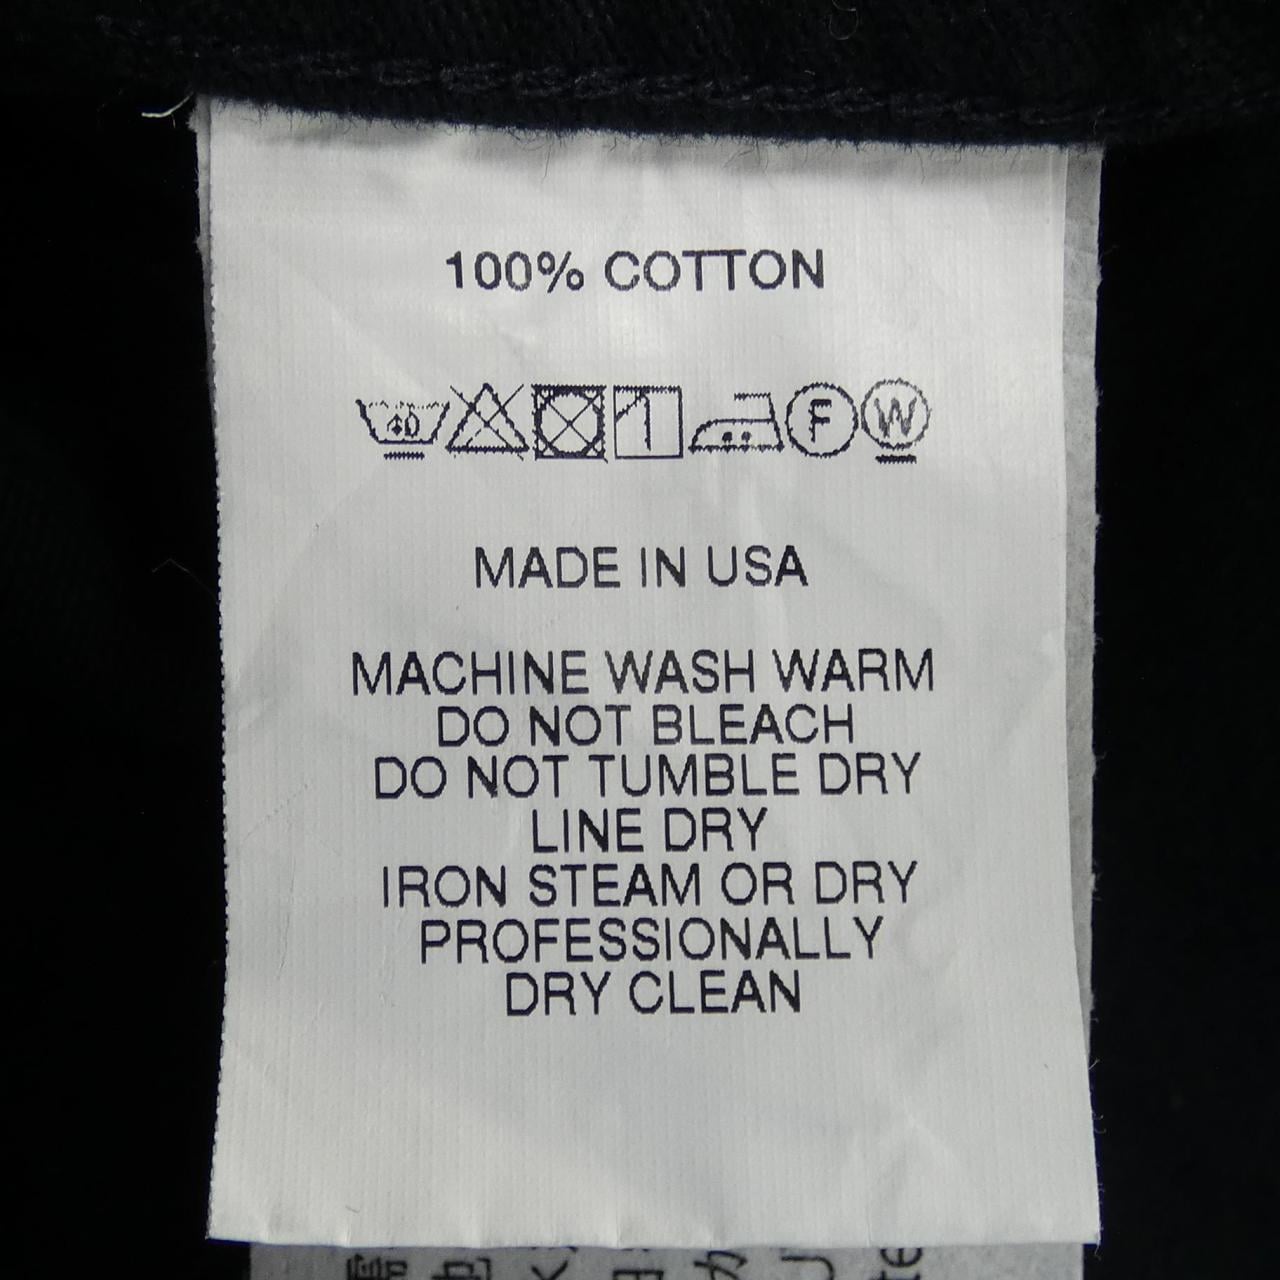 100% COTTON
40 F W
MADE IN USA
MACHINE WASH WARM
DO NOT BLEACH
DO NOT TUMBLE DRY
LINE DRY
IRON STEAM OR DRY
PROFESSIONALLY
DRY CLEAN